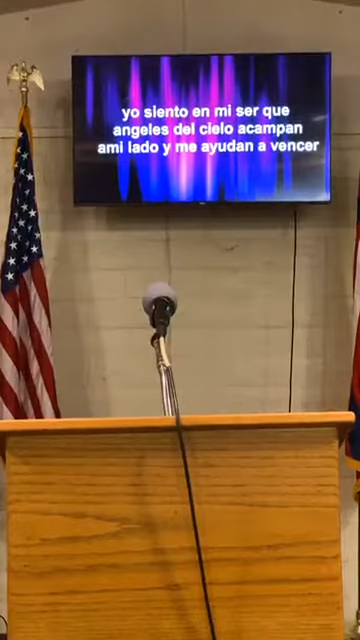 yo siento en mi ser que
angeles del cielo acampan
ami lado y me ayudan a vencer